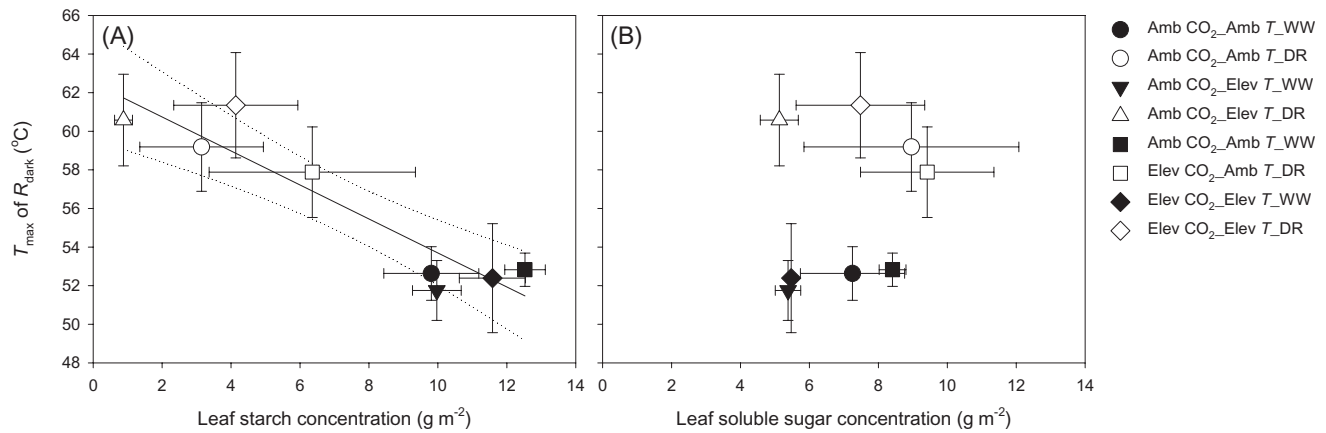 (A)
(B)
66
64
62
60
58
56
54
52
50
48
Tmax of Rdark (°C)
0 2 4 6 8 10 12 14
Leaf starch concentration (g m-2)
0 2 4 6 8 10 12 14
Leaf soluble sugar concentration (g m-2)
Amb CO2_Amb T_WW
Amb CO2_Amb T_DR
Amb CO2_Elev T_WW
Amb CO2_Elev T_DR
Amb CO2_Amb T_WW
Elev CO2_Amb T_DR
Elev CO2_Elev T_WW
Elev CO2_Elev T_DR